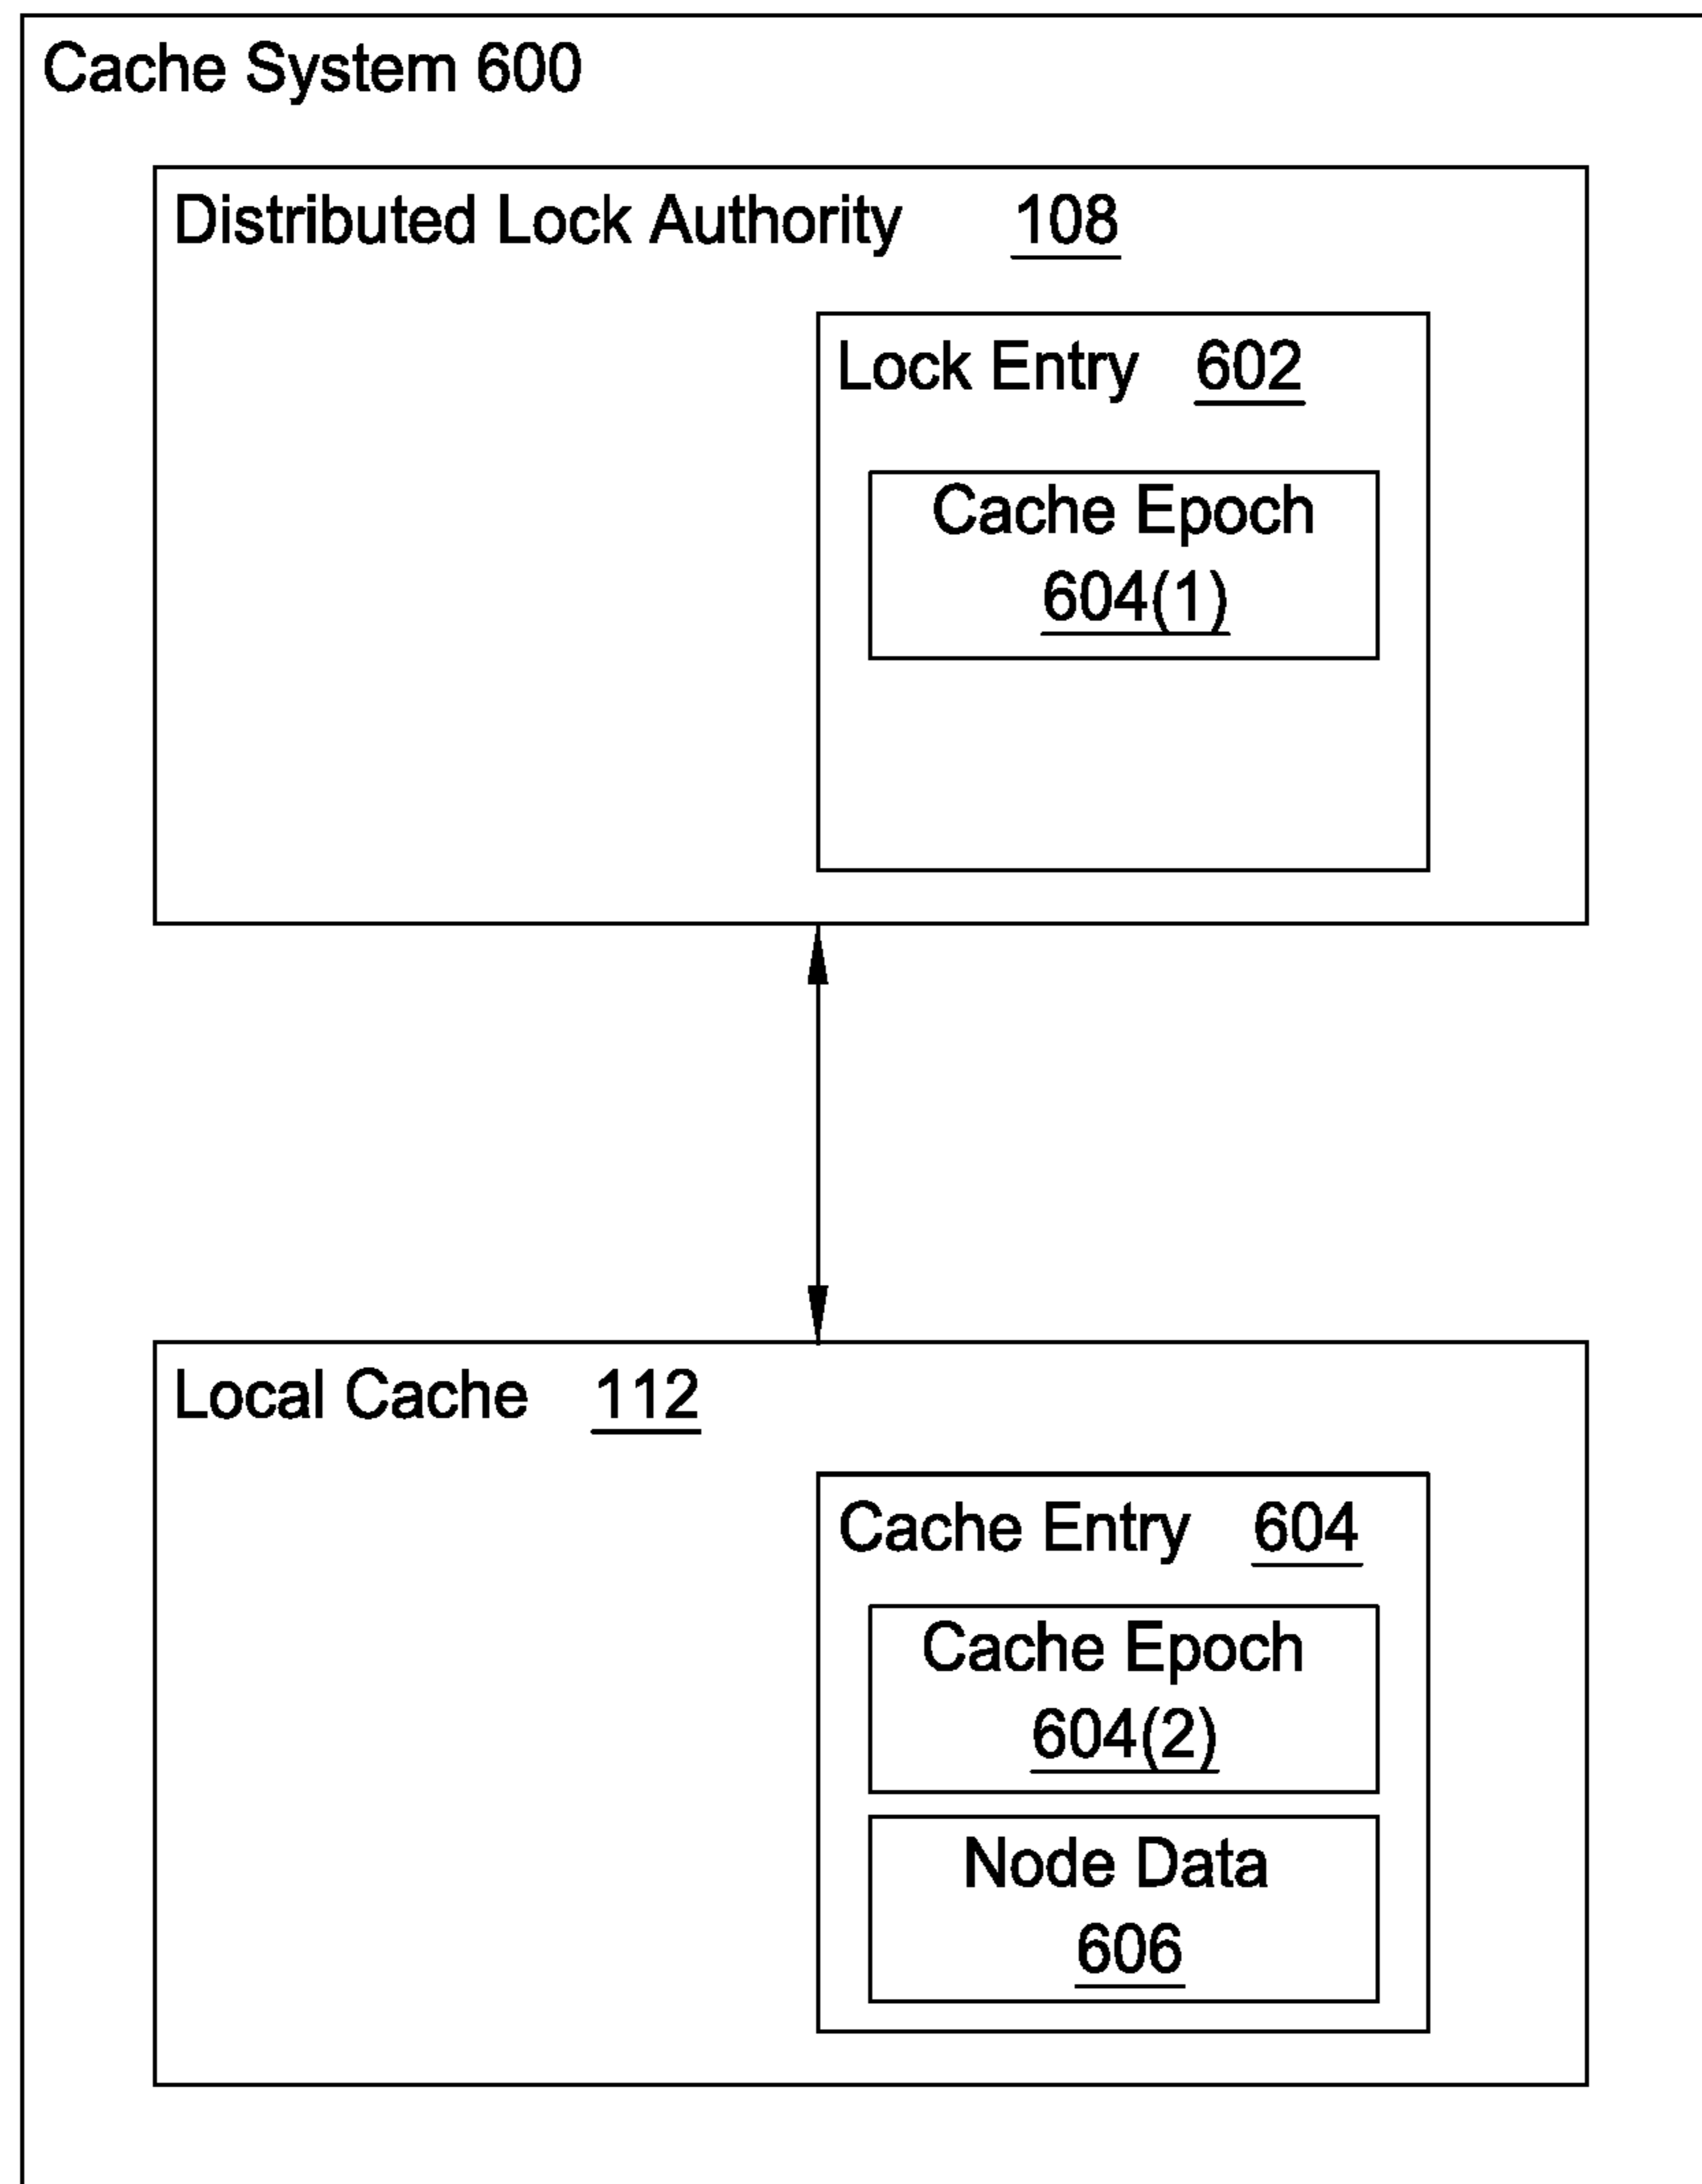 Cache System 600
Distributed Lock Authority 108
Lock Entry 602
Cache Epoch
604(1)
Local Cache 112
Cache Entry 604
Cache Epoch
604(2)
Node Data
606